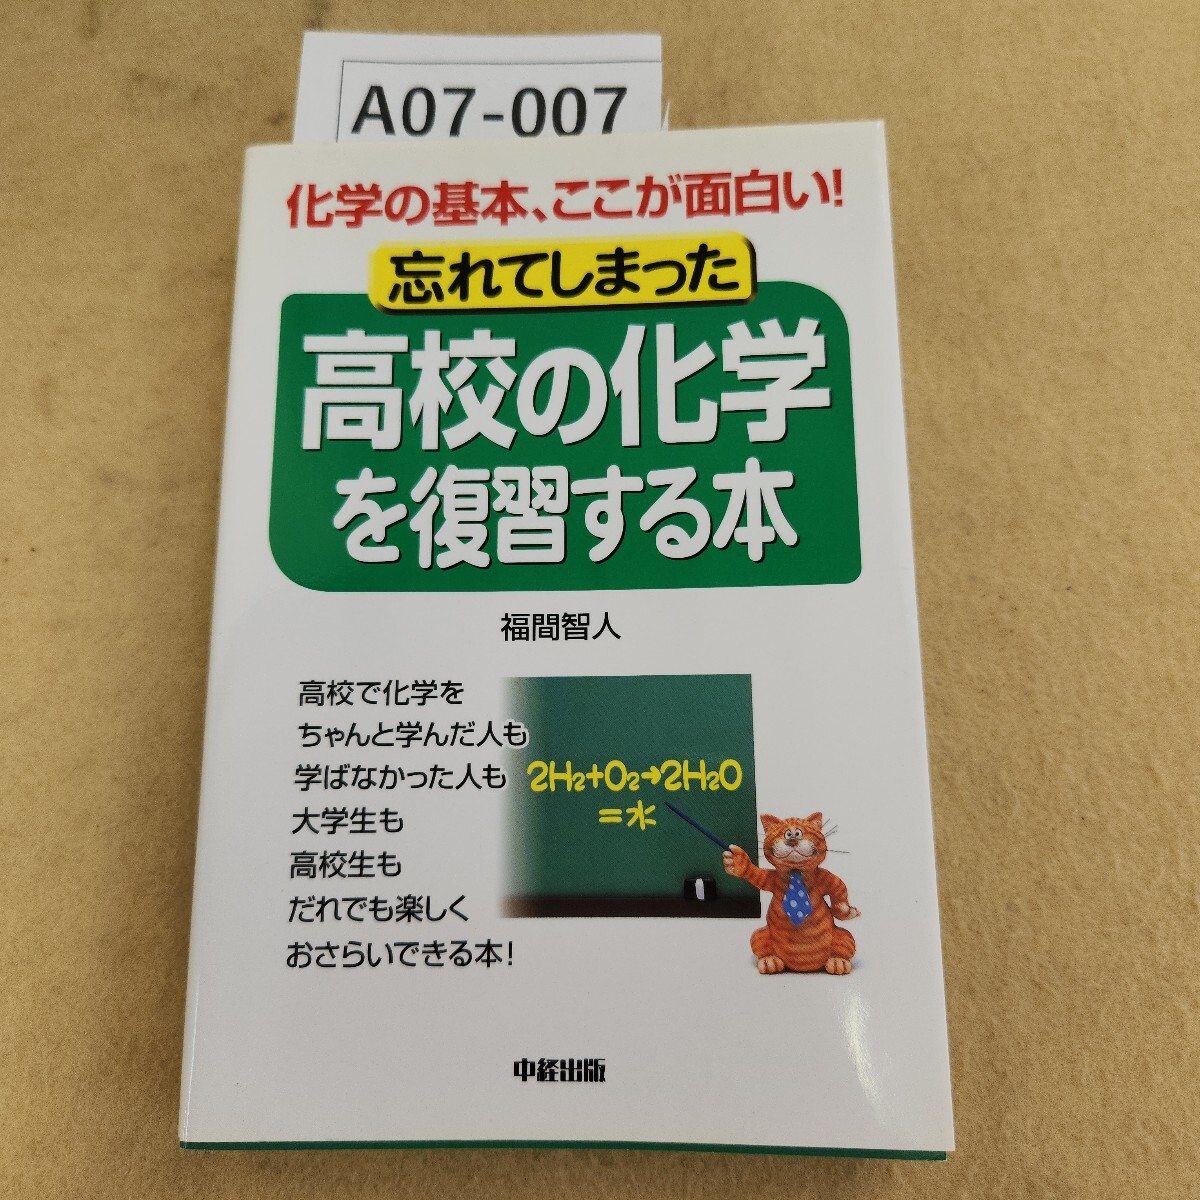 A07-007
化学の基本、ここが面白い!
忘れてしまった
高校の化学
を復習する本
福間智人
高校で化学を
ちゃんと学んだ人も
学ばなかった人も
大学生も
高校生も
だれでも楽しく
おさらいできる本!
2H2+O2→2H2O
=水
中経出版